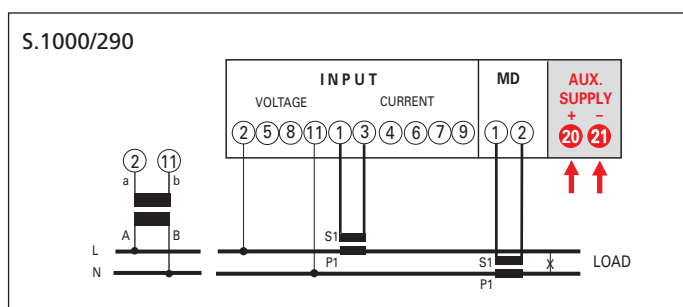 S.1000/290
INPUT MD AUX. SUPPLY
VOLTAGE CURRENT
+ −
2 5 8 11 1 3 4 6 7 9 1 2 20 21
2 11
a b
A B
S1
L
P1
S1 X LOAD
N
P1